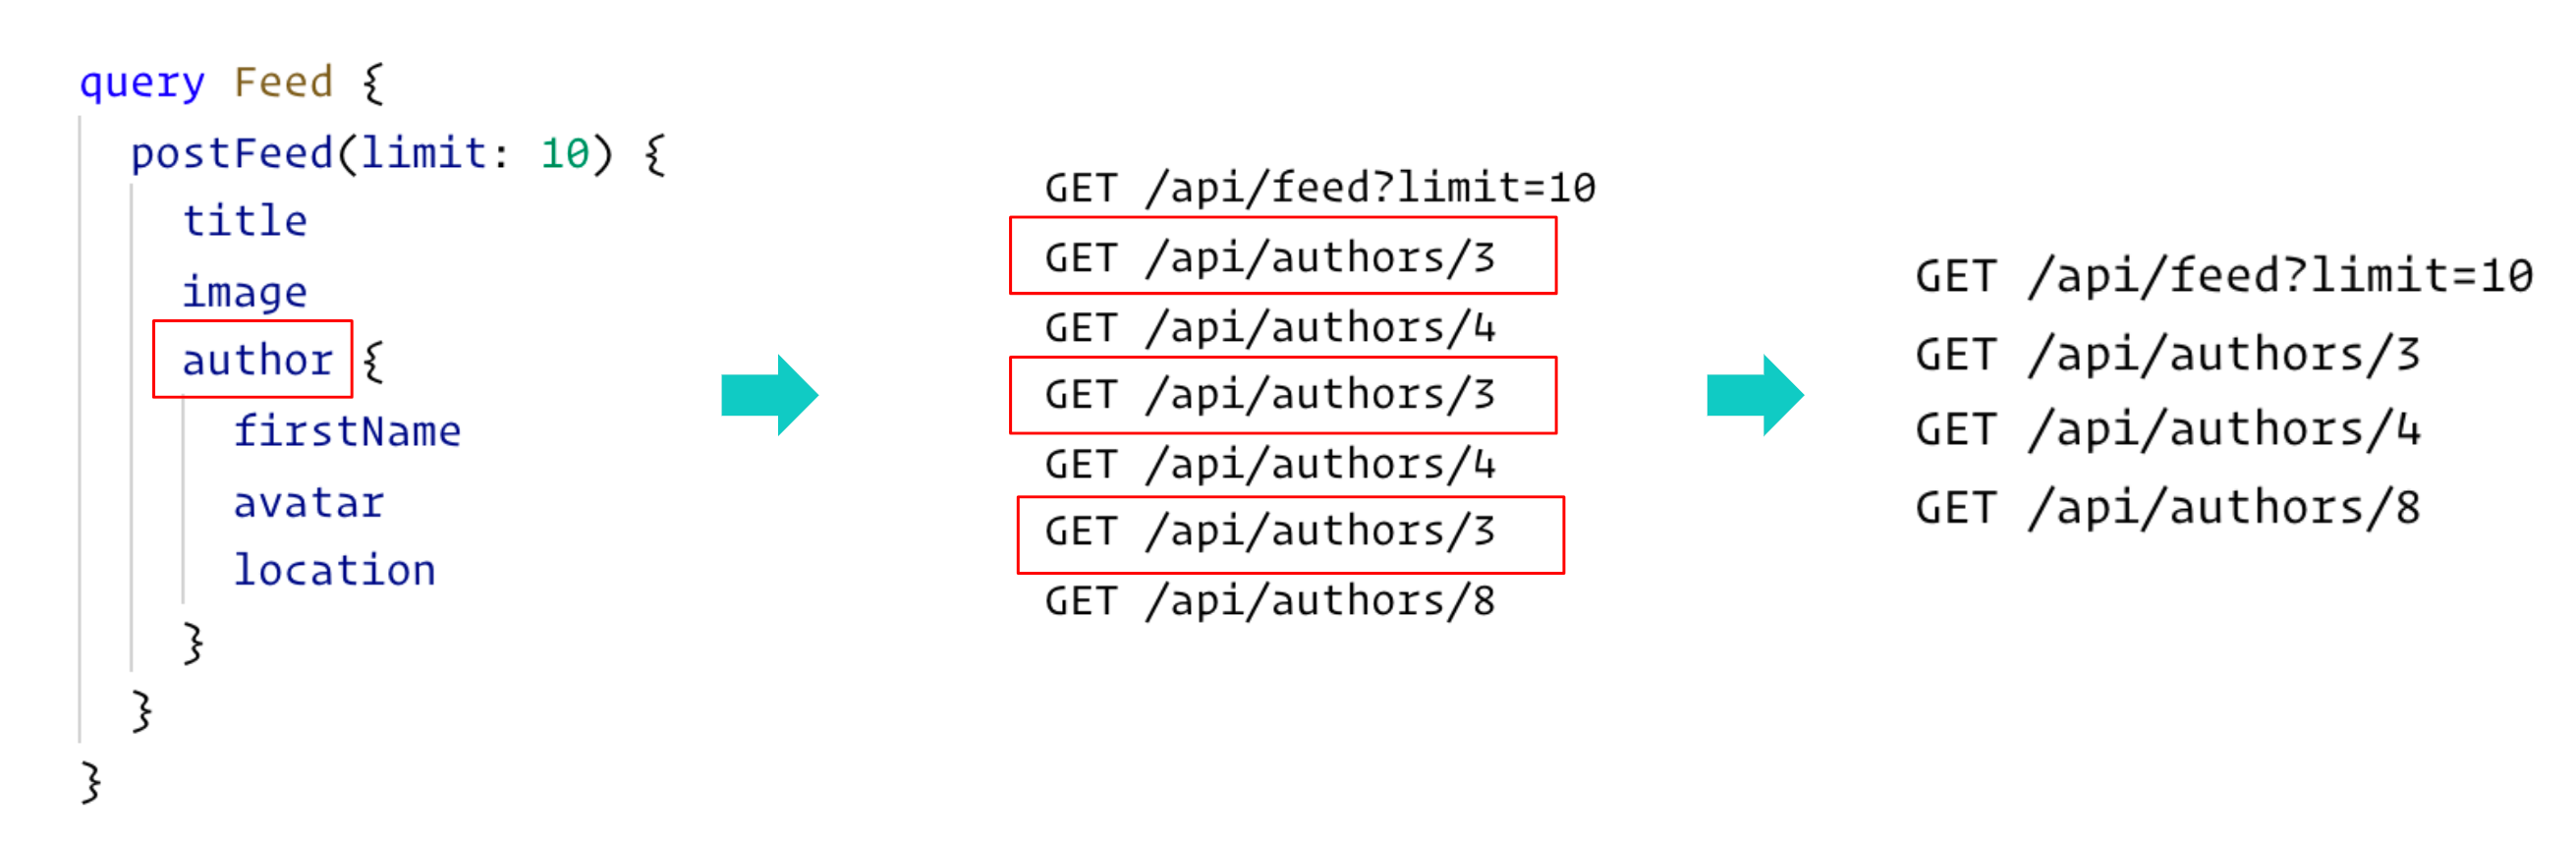 query Feed {
postFeed(limit: 10) {
title
image
author {
firstName
avatar
location
}
}
}
GET /api/feed?limit=10
GET /api/authors/3
GET /api/authors/4
GET /api/authors/3
GET /api/authors/4
GET /api/authors/3
GET /api/authors/8
GET /api/feed?limit=10
GET /api/authors/3
GET /api/authors/4
GET /api/authors/8